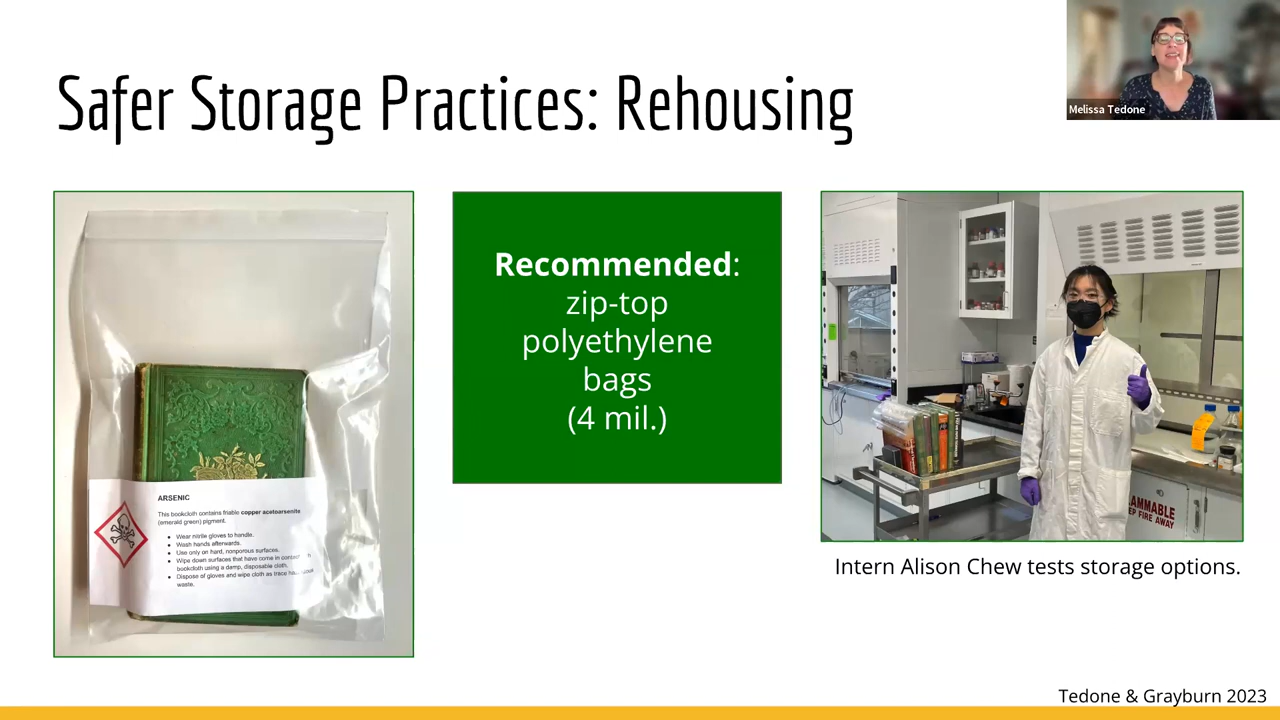 Safer Storage Practices: Rehousing
Melissa Tedone
ARSENIC
This bookcloth contains friable copper acetoarsenite
(emerald green) pigment.
Wear nitrile gloves to handle.
Wash hands afterwards.
Use only on hard, nonporous surfaces.
Wipe down surfaces that have come in contact
bookcloth using a damp, disposable cloth.
Dispose of gloves and wipe cloth as trace
waste.
Recommended:
zip-top
polyethylene
bags
(4 mil.)
AMMABLE
EP FIRE AWAY
Intern Alison Chew tests storage options.
Tedone & Grayburn 2023